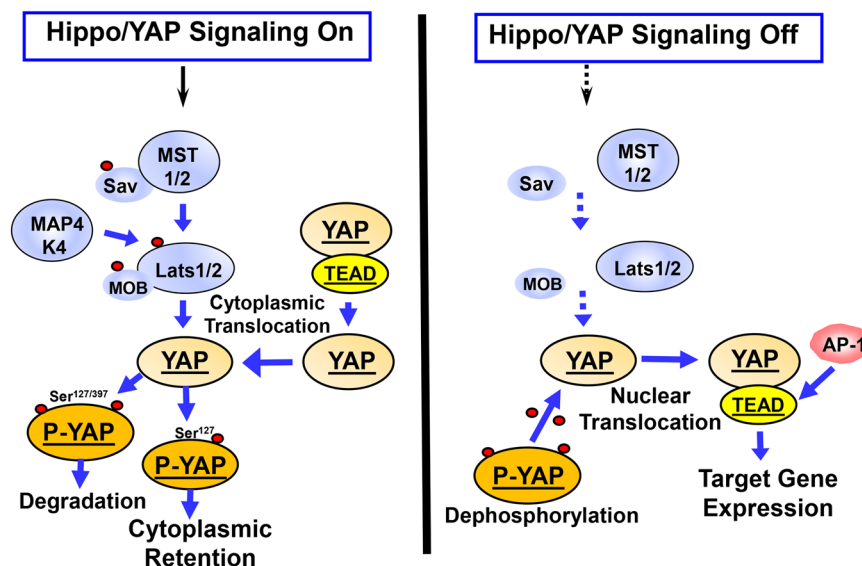 Hippo/YAP Signaling On
MST
1/2
Sav
MAP4
K4
Lats1/2
MOB
YAP
TEAD
Cytoplasmic
Translocation
YAP
YAP
Ser127/397
P-YAP
Ser127
P-YAP
Degradation
Cytoplasmic
Retention
Hippo/YAP Signaling Off
MST
1/2
Sav
Lats1/2
MOB
YAP
YAP
AP-1
TEAD
Nuclear
Translocation
P-YAP
Dephosphorylation
Target Gene
Expression